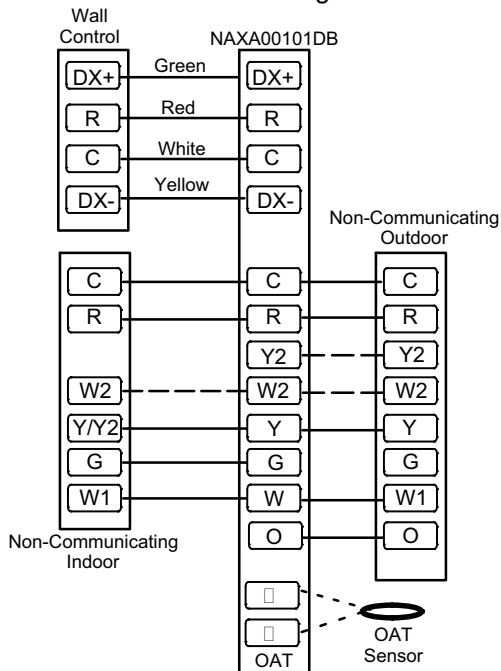 Wall
Control
NAXA00101DB
DX+ Green DX+
R Red R
C White C
DX- Yellow DX-
Non-Communicating
Outdoor
C C C
R R R
Y2 Y2
W2 W2 W2
Y/Y2 Y Y
G G G
W1 W W1
O O
Non-Communicating
Indoor
OAT
Sensor
OAT